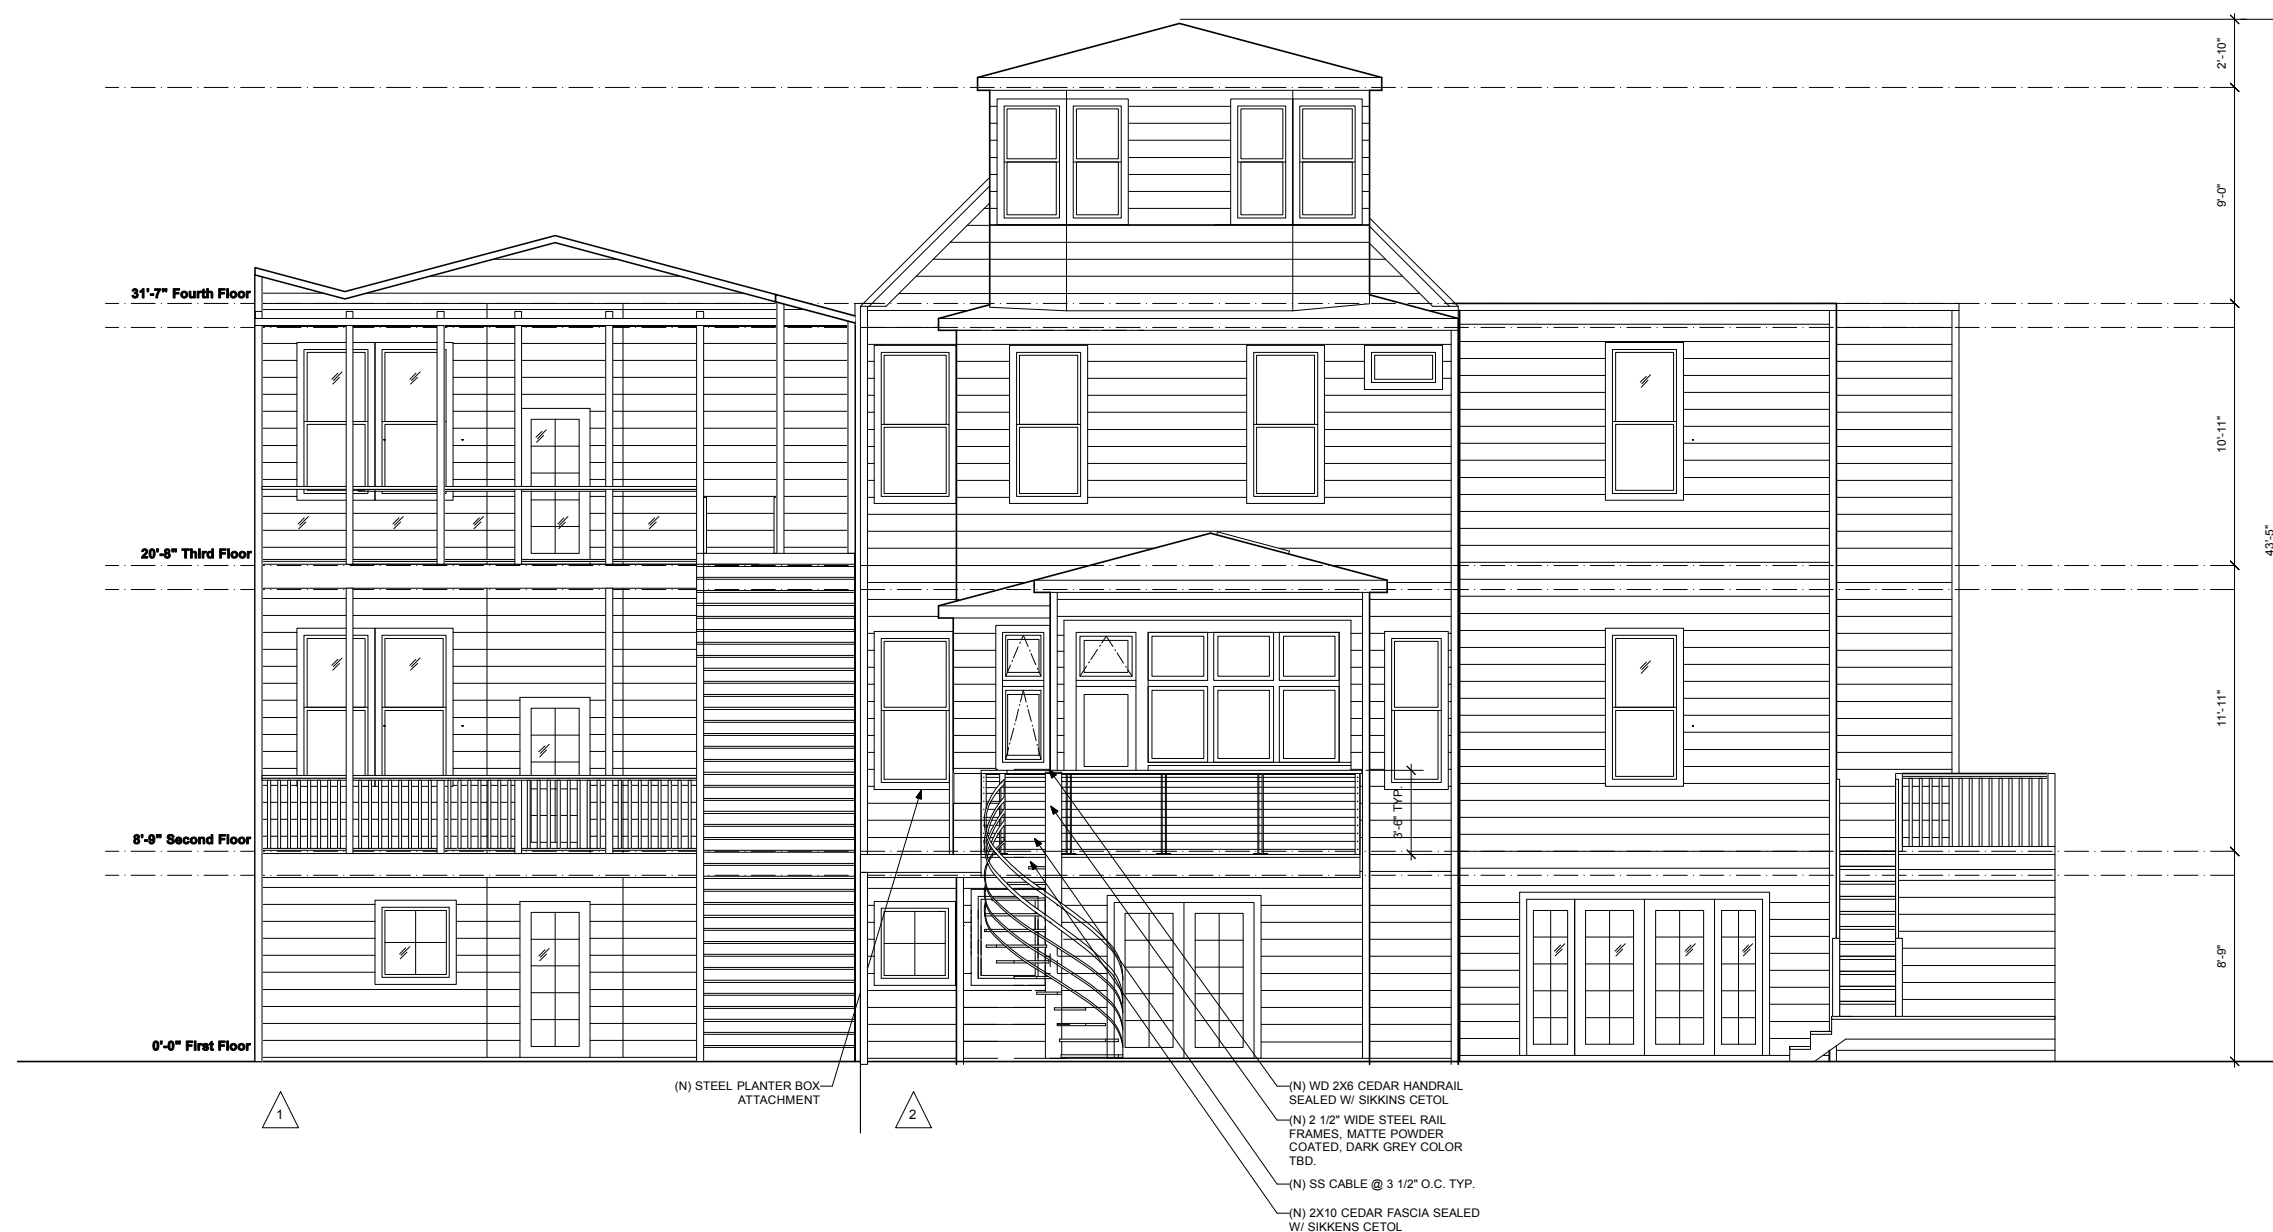 2'-10"
9'-0"
31'-7" Fourth Floor
10'-11"
43'-5"
20'-8" Third Floor
11'-11"
3'-6" TYP.
8'-9" Second Floor
8'-9"
0'-0" First Floor
(N) STEEL PLANTER BOX
ATTACHMENT
1
2
(N) WD 2X6 CEDAR HANDRAIL
SEALED W/ SIKKINS CETOL
(N) 2 1/2" WIDE STEEL RAIL
FRAMES, MATTE POWDER
COATED, DARK GREY COLOR
TBD.
(N) SS CABLE @ 3 1/2" O.C. TYP.
(N) 2X10 CEDAR FASCIA SEALED
W/ SIKKENS CETOL